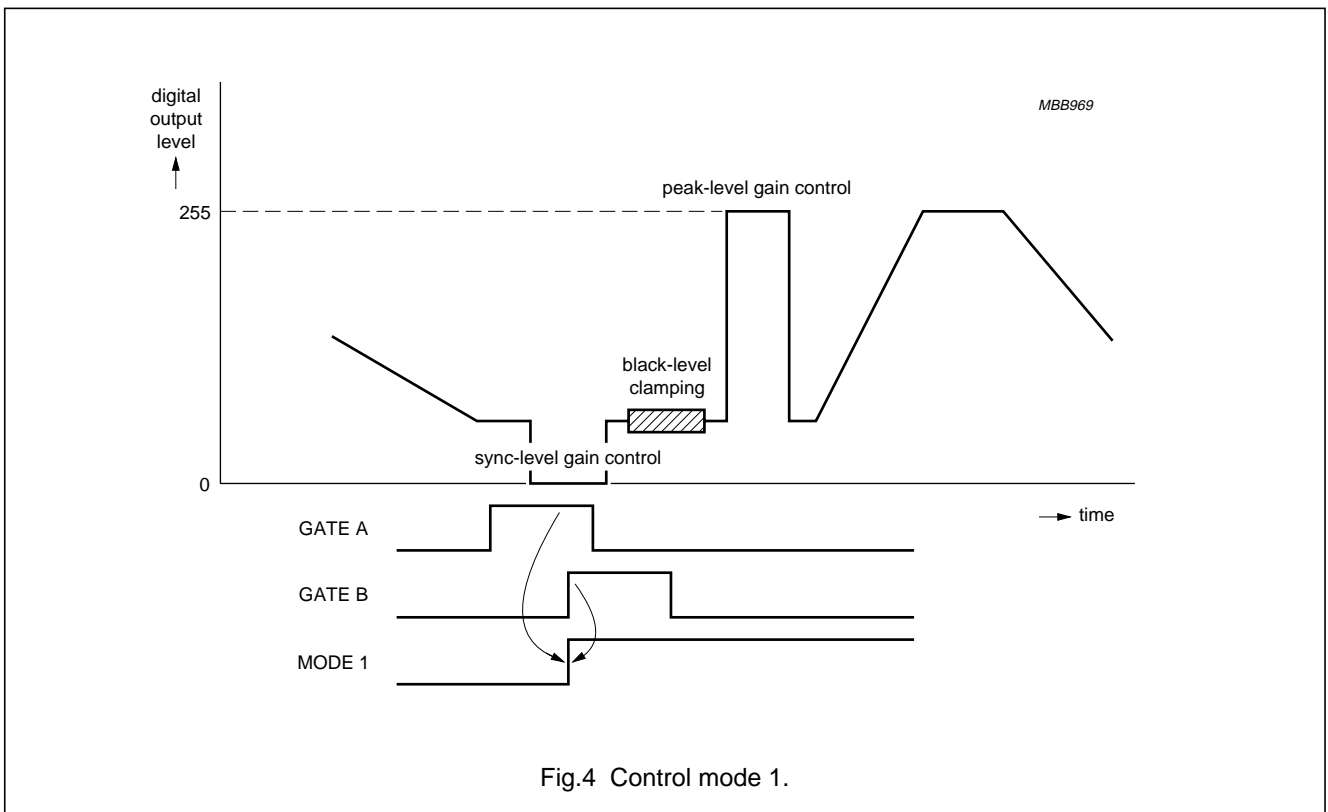 digital
output
level
MBB969
peak-level gain control
255
black-level
clamping
sync-level gain control
0
time
GATE A
GATE B
MODE 1
Fig.4 Control mode 1.